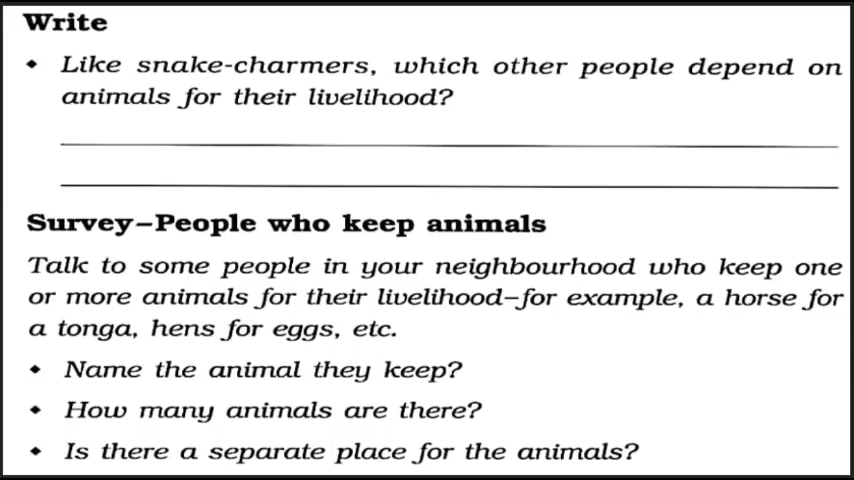 Write
• Like snake-charmers, which other people depend on
animals for their livelihood?
Survey–People who keep animals
Talk to some people in your neighbourhood who keep one
or more animals for their livelihood–for example, a horse for
a tonga, hens for eggs, etc.
• Name the animal they keep?
• How many animals are there?
• Is there a separate place for the animals?